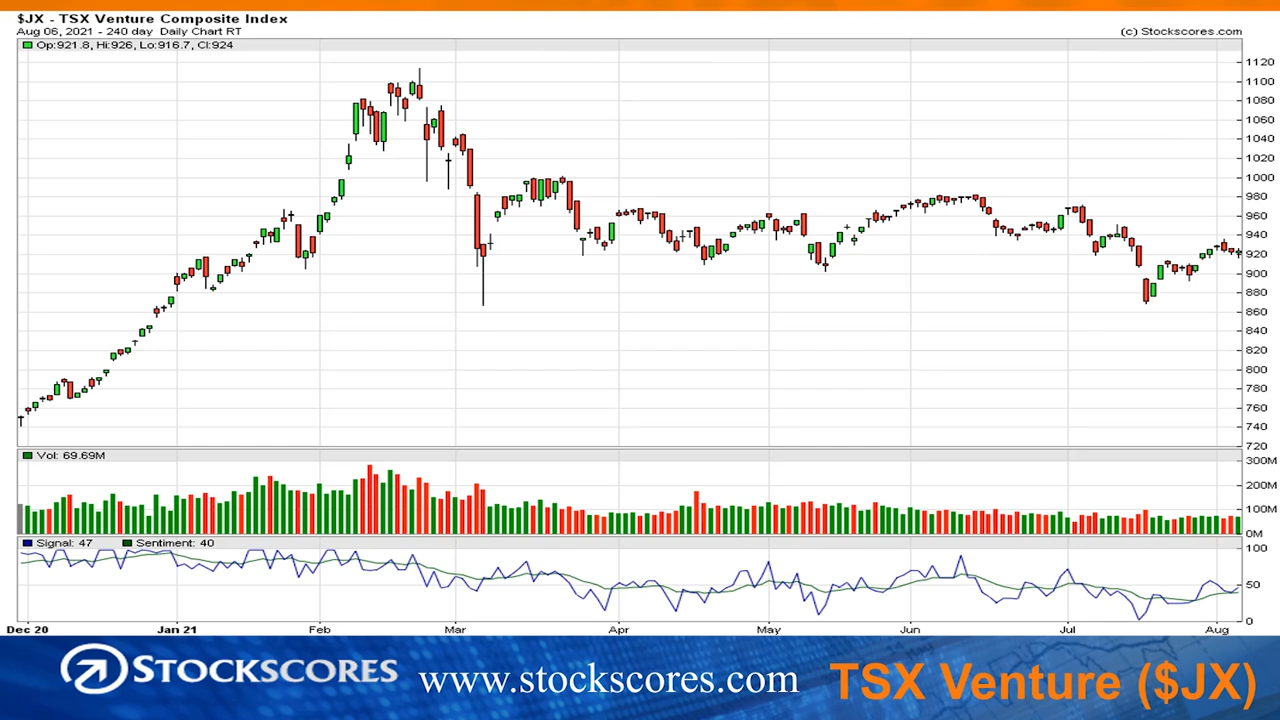 $JX - TSX Venture Composite Index
Aug 06, 2021 - 240 day Daily Chart RT
(c) Stockscores.com
Op:921.8, Hi:926, Lo:916.7, Cl:924
1120
1100
1080
1060
1040
1020
1000
980
960
940
920
900
880
860
840
820
800
780
760
740
720
Vol: 69.69M
300M
200M
100M
0M
Signal: 47 Sentiment: 40
100
50
0
Dec 20 Jan 21 Feb Mar Apr May Jun Jul Aug
STOCKSCORES www.stockscores.com TSX Venture ($JX)